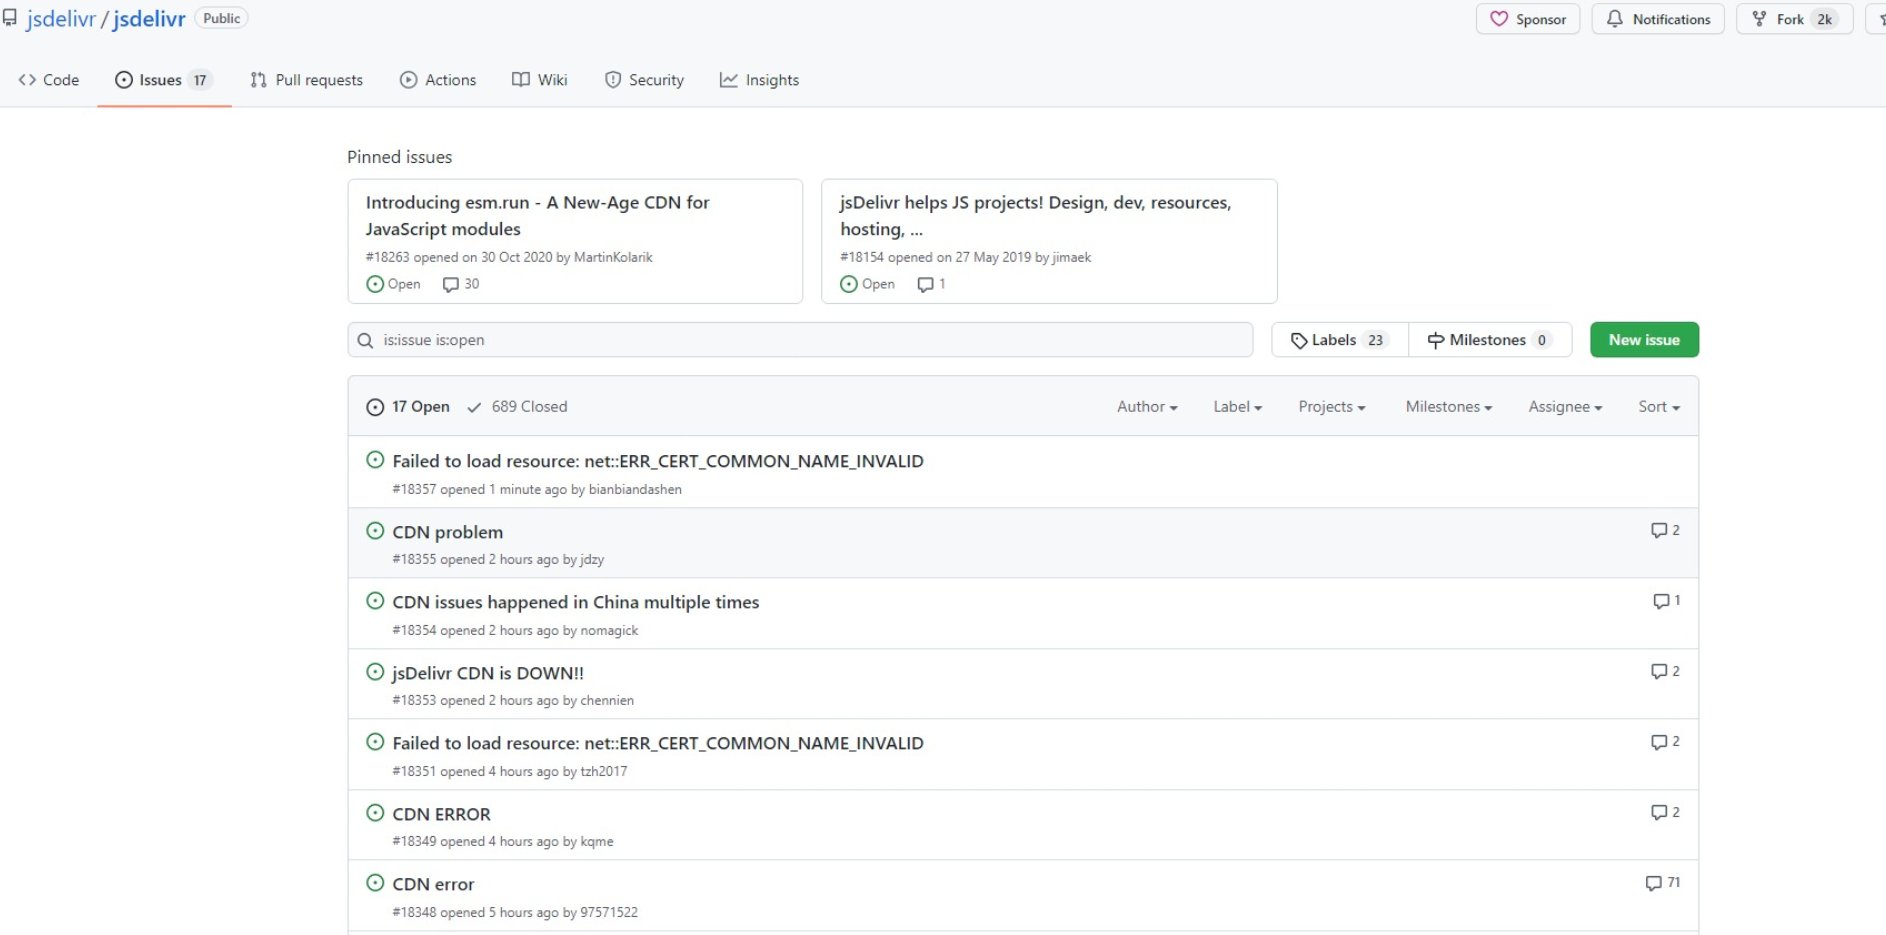 jsdelivr / jsdelivr Public
Sponsor Notifications Fork 2k
Code Issues 17 Pull requests Actions Wiki Security Insights
Pinned issues
Introducing esm.run - A New-Age CDN for
JavaScript modules
#18263 opened on 30 Oct 2020 by MartinKolarik
Open 30
jsDelivr helps JS projects! Design, dev, resources,
hosting, ...
#18154 opened on 27 May 2019 by jimaek
Open 1
is:issue is:open
Labels 23 Milestones 0 New issue
17 Open 689 Closed Author Label Projects Milestones Assignee Sort
Failed to load resource: net::ERR_CERT_COMMON_NAME_INVALID
#18357 opened 1 minute ago by bianbiandashen
CDN problem 2
#18355 opened 2 hours ago by jdzy
CDN issues happened in China multiple times 1
#18354 opened 2 hours ago by nomagick
jsDelivr CDN is DOWN!! 2
#18353 opened 2 hours ago by chennien
Failed to load resource: net::ERR_CERT_COMMON_NAME_INVALID 2
#18351 opened 4 hours ago by tzh2017
CDN ERROR 2
#18349 opened 4 hours ago by kqme
CDN error 71
#18348 opened 5 hours ago by 97571522